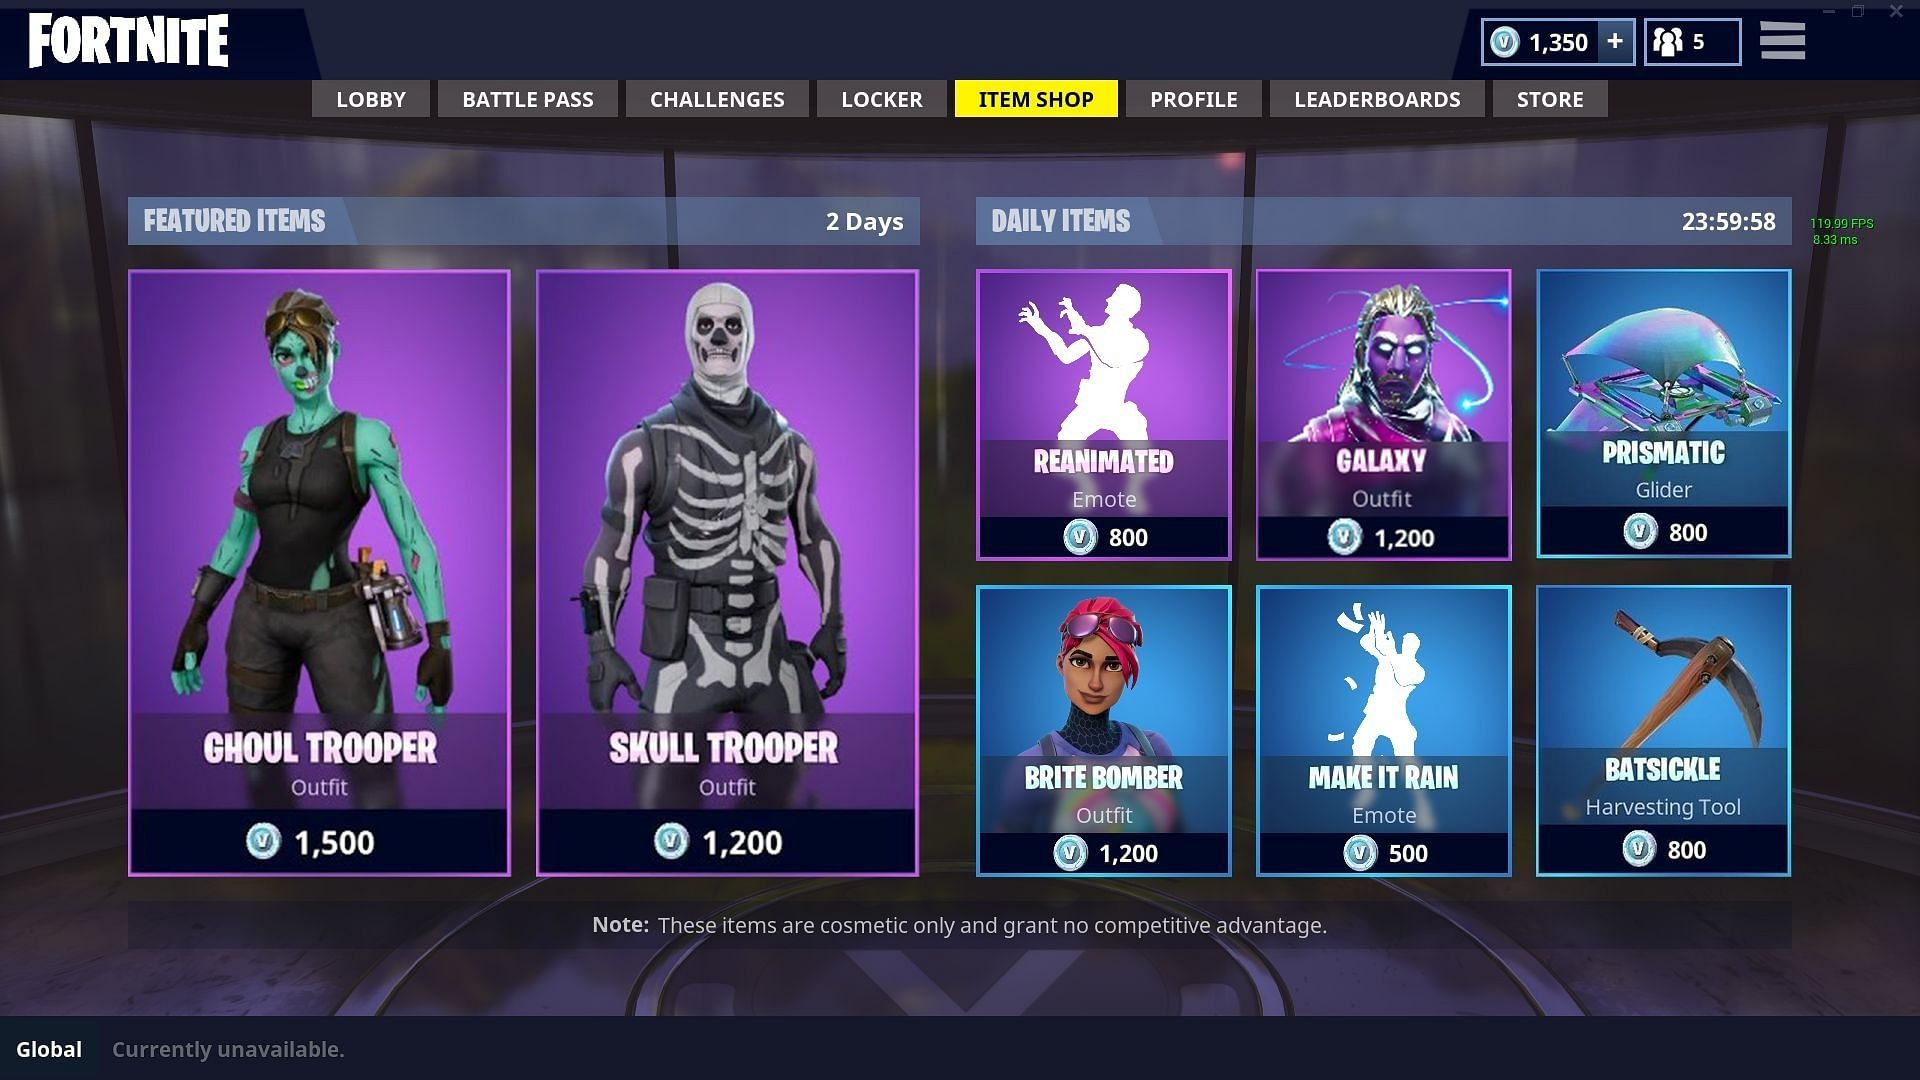 FORTNITE
1,350 +
5
LOBBY
BATTLE PASS
CHALLENGES
LOCKER
ITEM SHOP
PROFILE
LEADERBOARDS
STORE
FEATURED ITEMS
2 Days
GHOUL TROOPER
Outfit
V 1,500
SKULL TROOPER
Outfit
V 1,200
DAILY ITEMS
23:59:58
119.99 FPS
8.33 ms
REANIMATED
Emote
V 800
GALAXY
Outfit
V 1,200
PRISMATIC
Glider
V 800
BRITE BOMBER
Outfit
V 1,200
MAKE IT RAIN
Emote
V 500
BATSICKLE
Harvesting Tool
V 800
Note: These items are cosmetic only and grant no competitive advantage.
Global Currently unavailable.